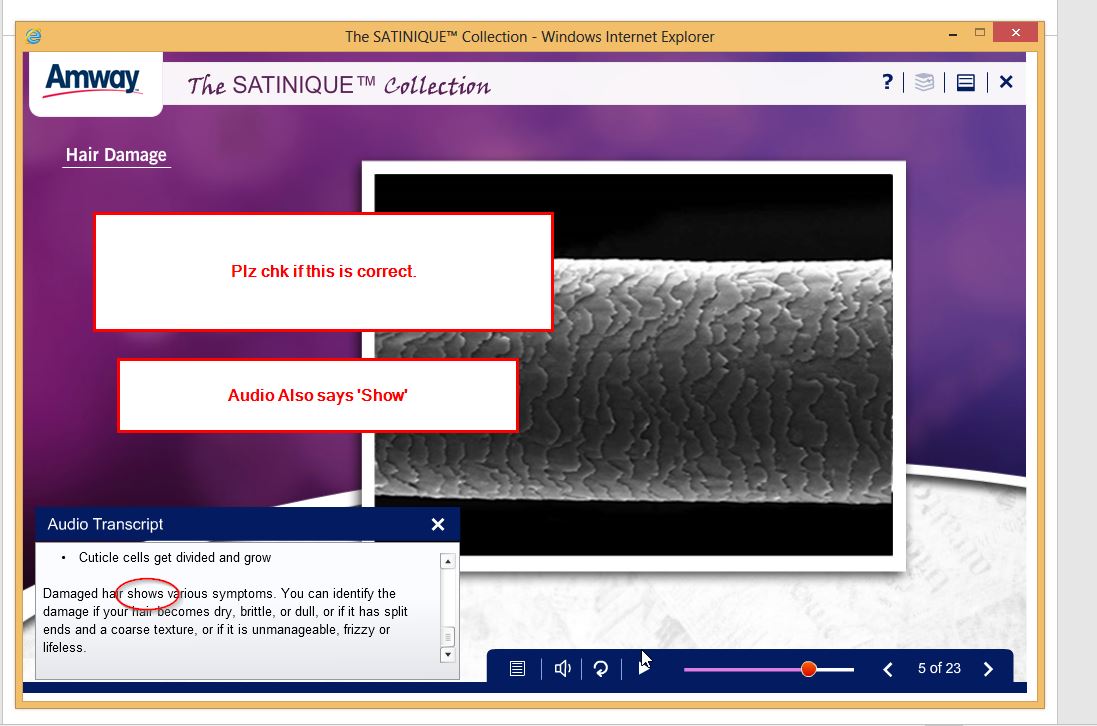 The SATINIQUE™ Collection - Windows Internet Explorer
Amway
The SATINIQUE™ Collection
?
Hair Damage
Plz chk if this is correct.
Audio Also says 'Show'
Audio Transcript
• Cuticle cells get divided and grow
Damaged hair shows various symptoms. You can identify the
damage if your hair becomes dry, brittle, or dull, or if it has split
ends and a coarse texture, or if it is unmanageable, frizzy or
lifeless.
5 of 23